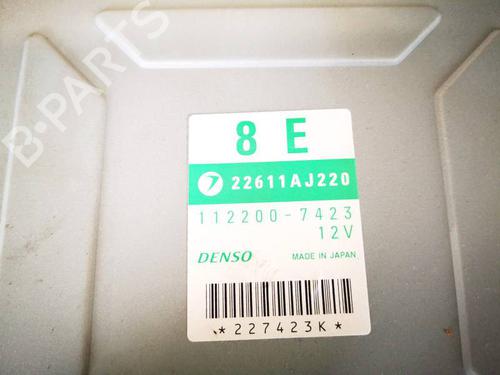 B-PARTS
8 E
22611AJ220
112200-7423
12V
DENSO MADE IN JAPAN
*227423K*